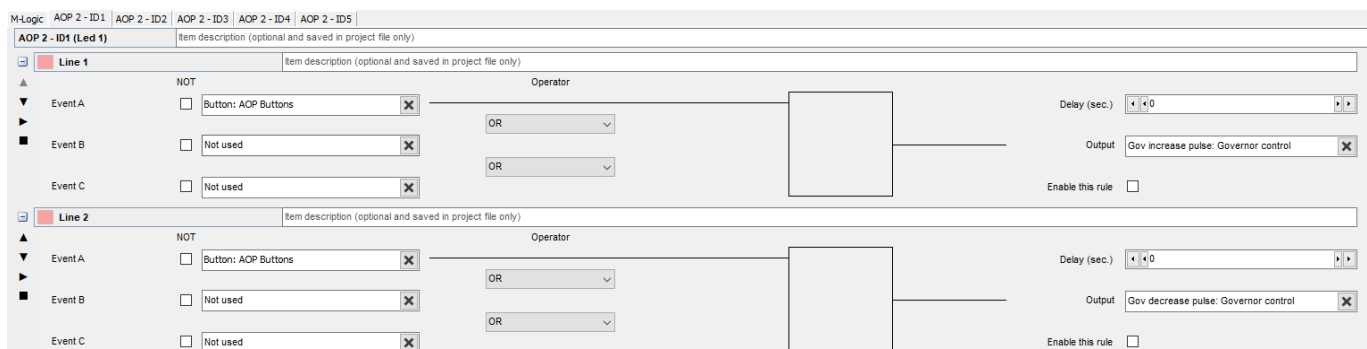 M-Logic AOP 2 - ID1 AOP 2 - ID2 AOP 2 - ID3 AOP 2 - ID4 AOP 2 - ID5
AOP 2 - ID1 (Led 1) Item description (optional and saved in project file only)
Line 1 Item description (optional and saved in project file only)
NOT Operator
Event A Button: AOP Buttons Delay (sec.) 0
OR
Event B Not used Output Gov increase pulse: Governor control
OR
Event C Not used Enable this rule
Line 2 Item description (optional and saved in project file only)
NOT Operator
Event A Button: AOP Buttons Delay (sec.) 0
OR
Event B Not used Output Gov decrease pulse: Governor control
OR
Event C Not used Enable this rule